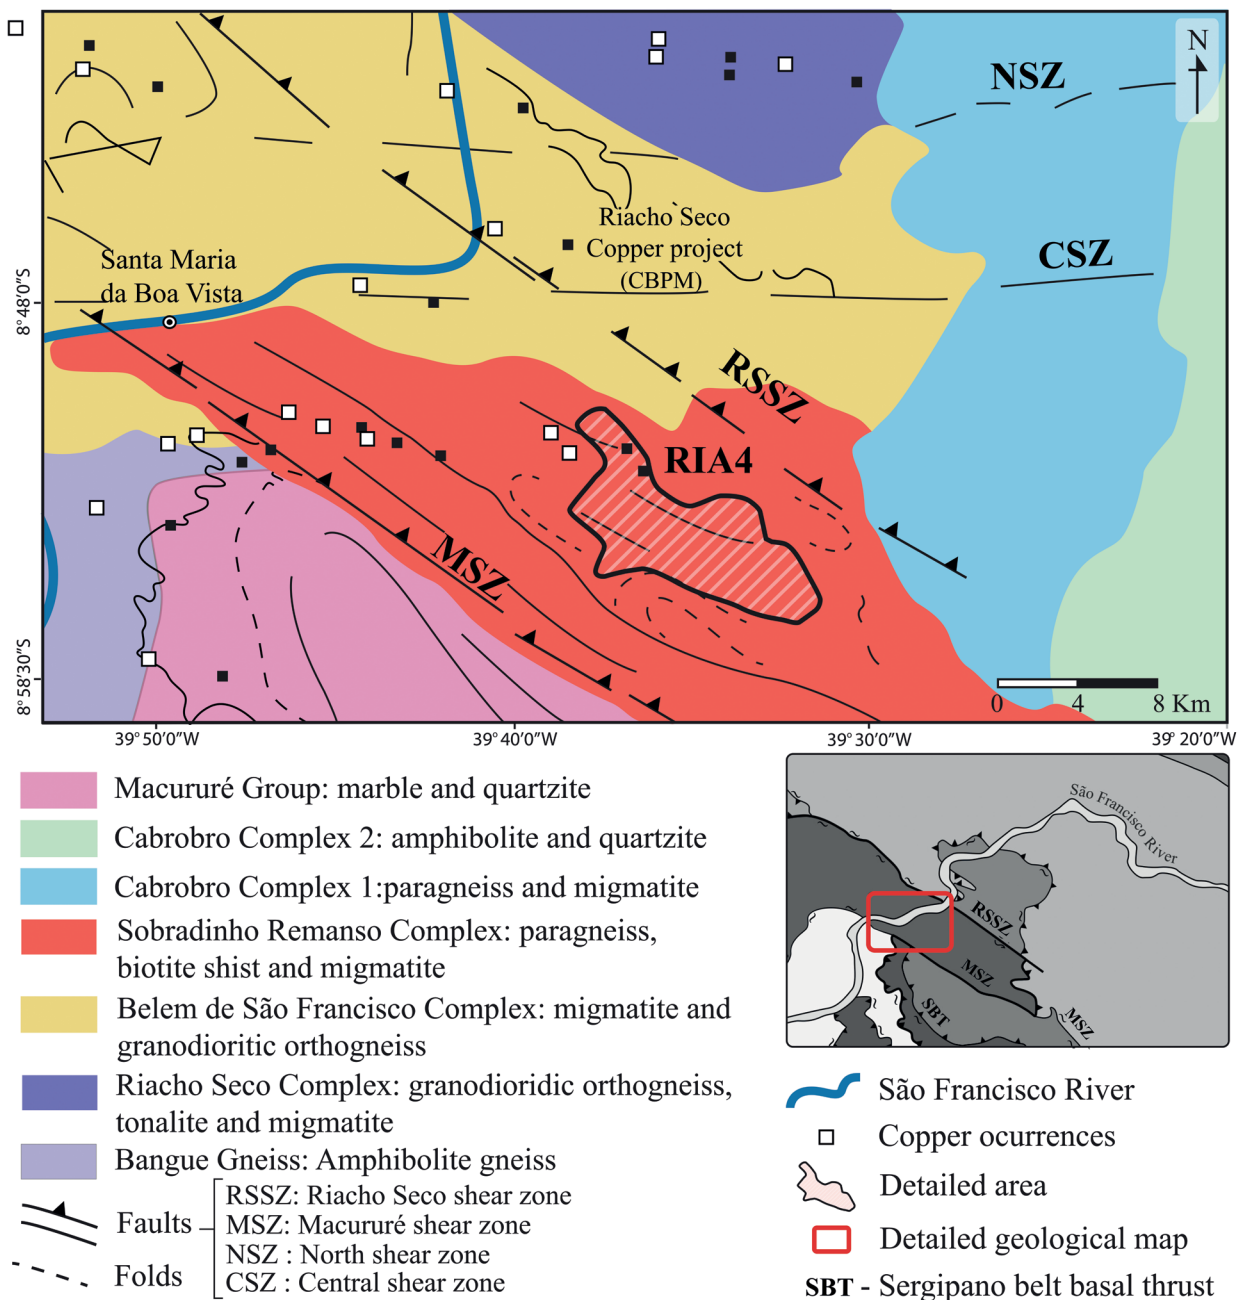 N
NSZ
CSZ
Riacho Seco
Copper project
(CBPM)
Santa Maria
da Boa Vista
RSSZ
RIA4
MSZ
8°48'0"S
8°58'30"S
0 4 8 Km
39°50'0"W 39°40'0"W 39°30'0"W 39°20'0"W
Macururé Group: marble and quartzite
Cabrobro Complex 2: amphibolite and quartzite
Cabrobro Complex 1:paragneiss and migmatite
Sobradinho Remanso Complex: paragneiss,
biotite shist and migmatite
Belem de São Francisco Complex: migmatite and
granodioritic orthogneiss
Riacho Seco Complex: granodioridic orthogneiss,
tonalite and migmatite
Bangue Gneiss: Amphibolite gneiss
Faults
RSSZ: Riacho Seco shear zone
MSZ: Macururé shear zone
NSZ : North shear zone
CSZ : Central shear zone
Folds
São Francisco River
RSSZ
MSZ
SBT
MSZ
São Francisco River
Copper ocurrences
Detailed area
Detailed geological map
SBT - Sergipano belt basal thrust